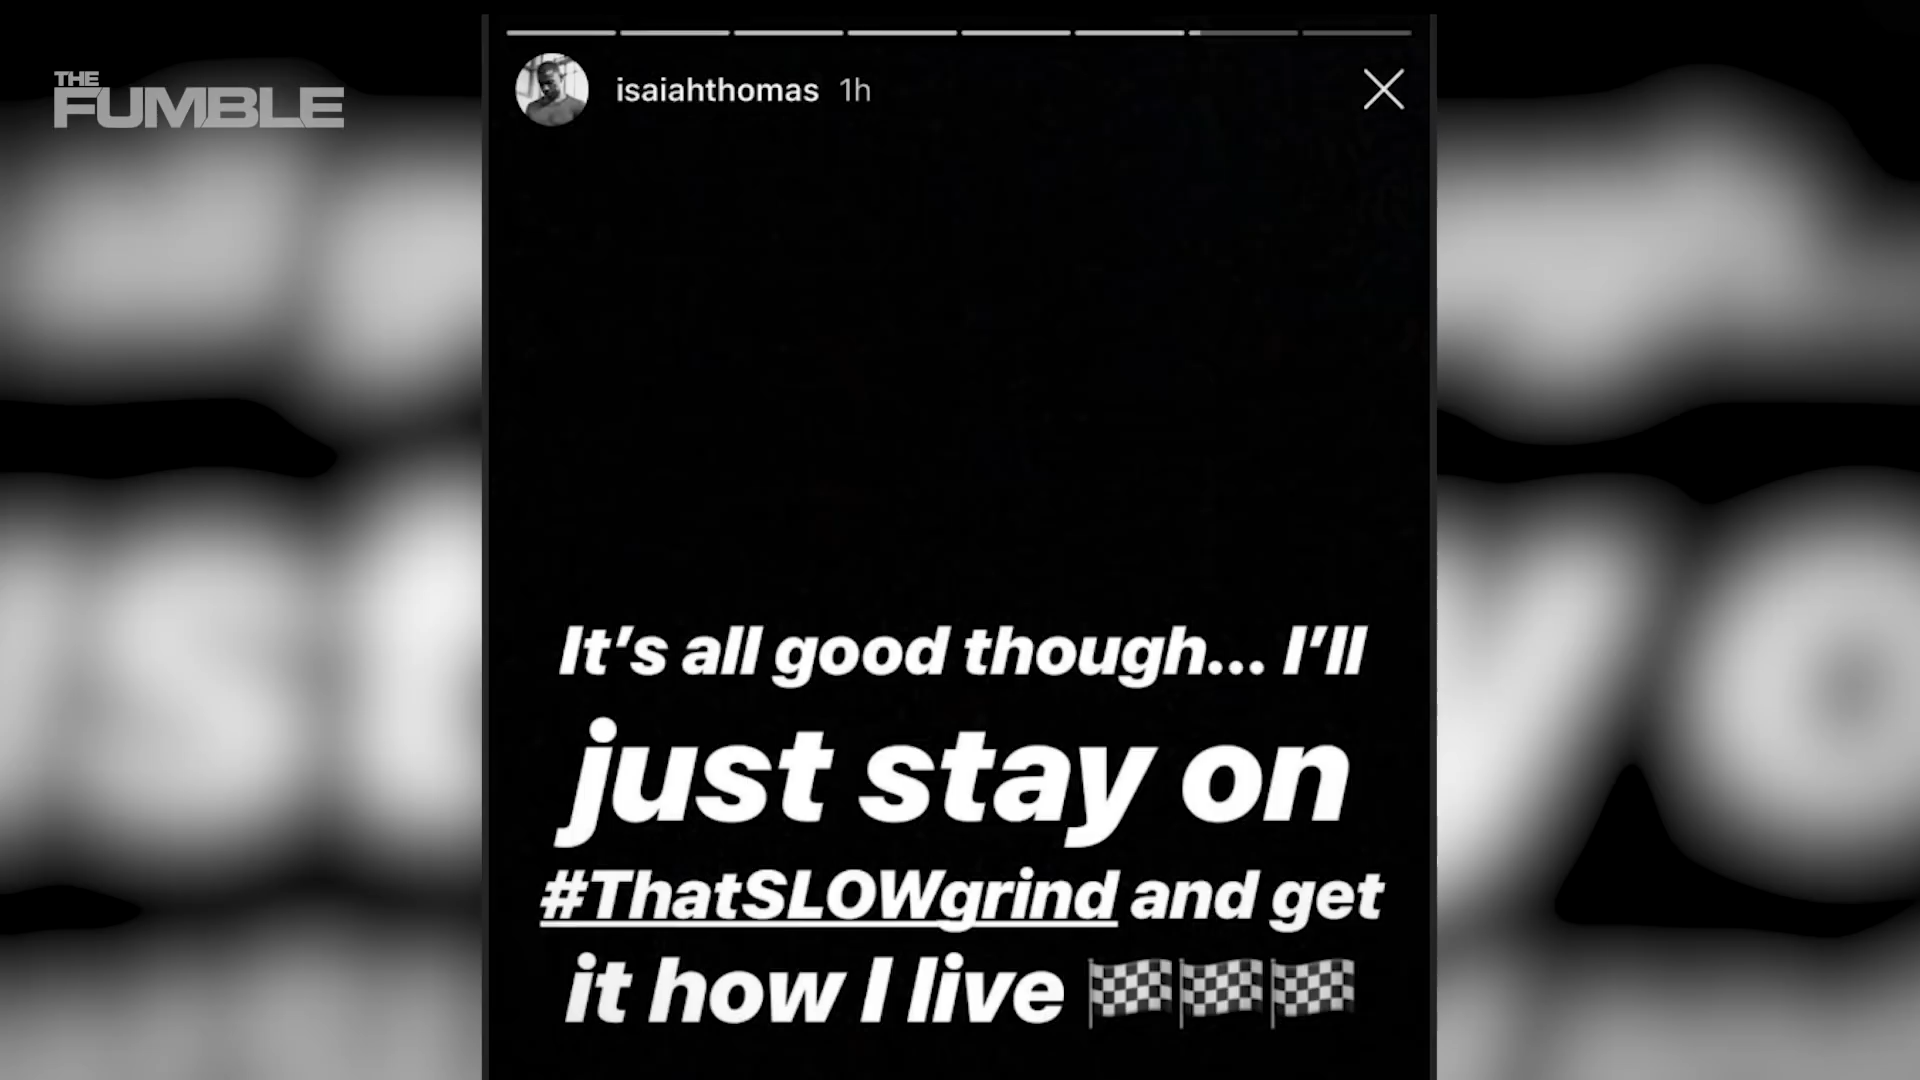 THE
FUMBLE
isaiahthomas 1h
It's all good though... I'll
just stay on
#ThatSLOWgrind and get
it how I live 🏁🏁🏁